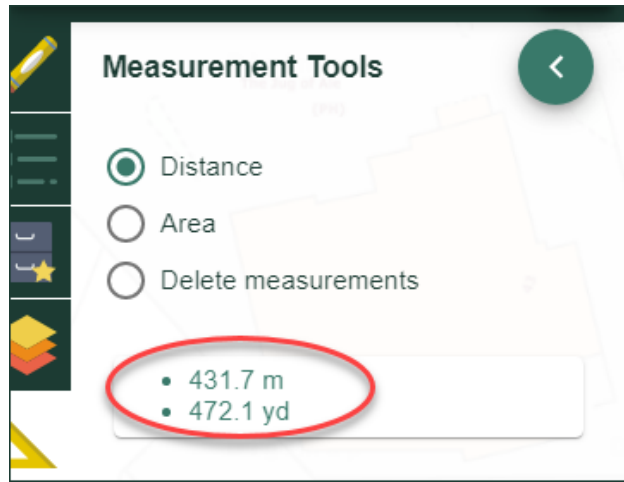 Measurement Tools
Distance
Area
Delete measurements
431.7 m
472.1 yd